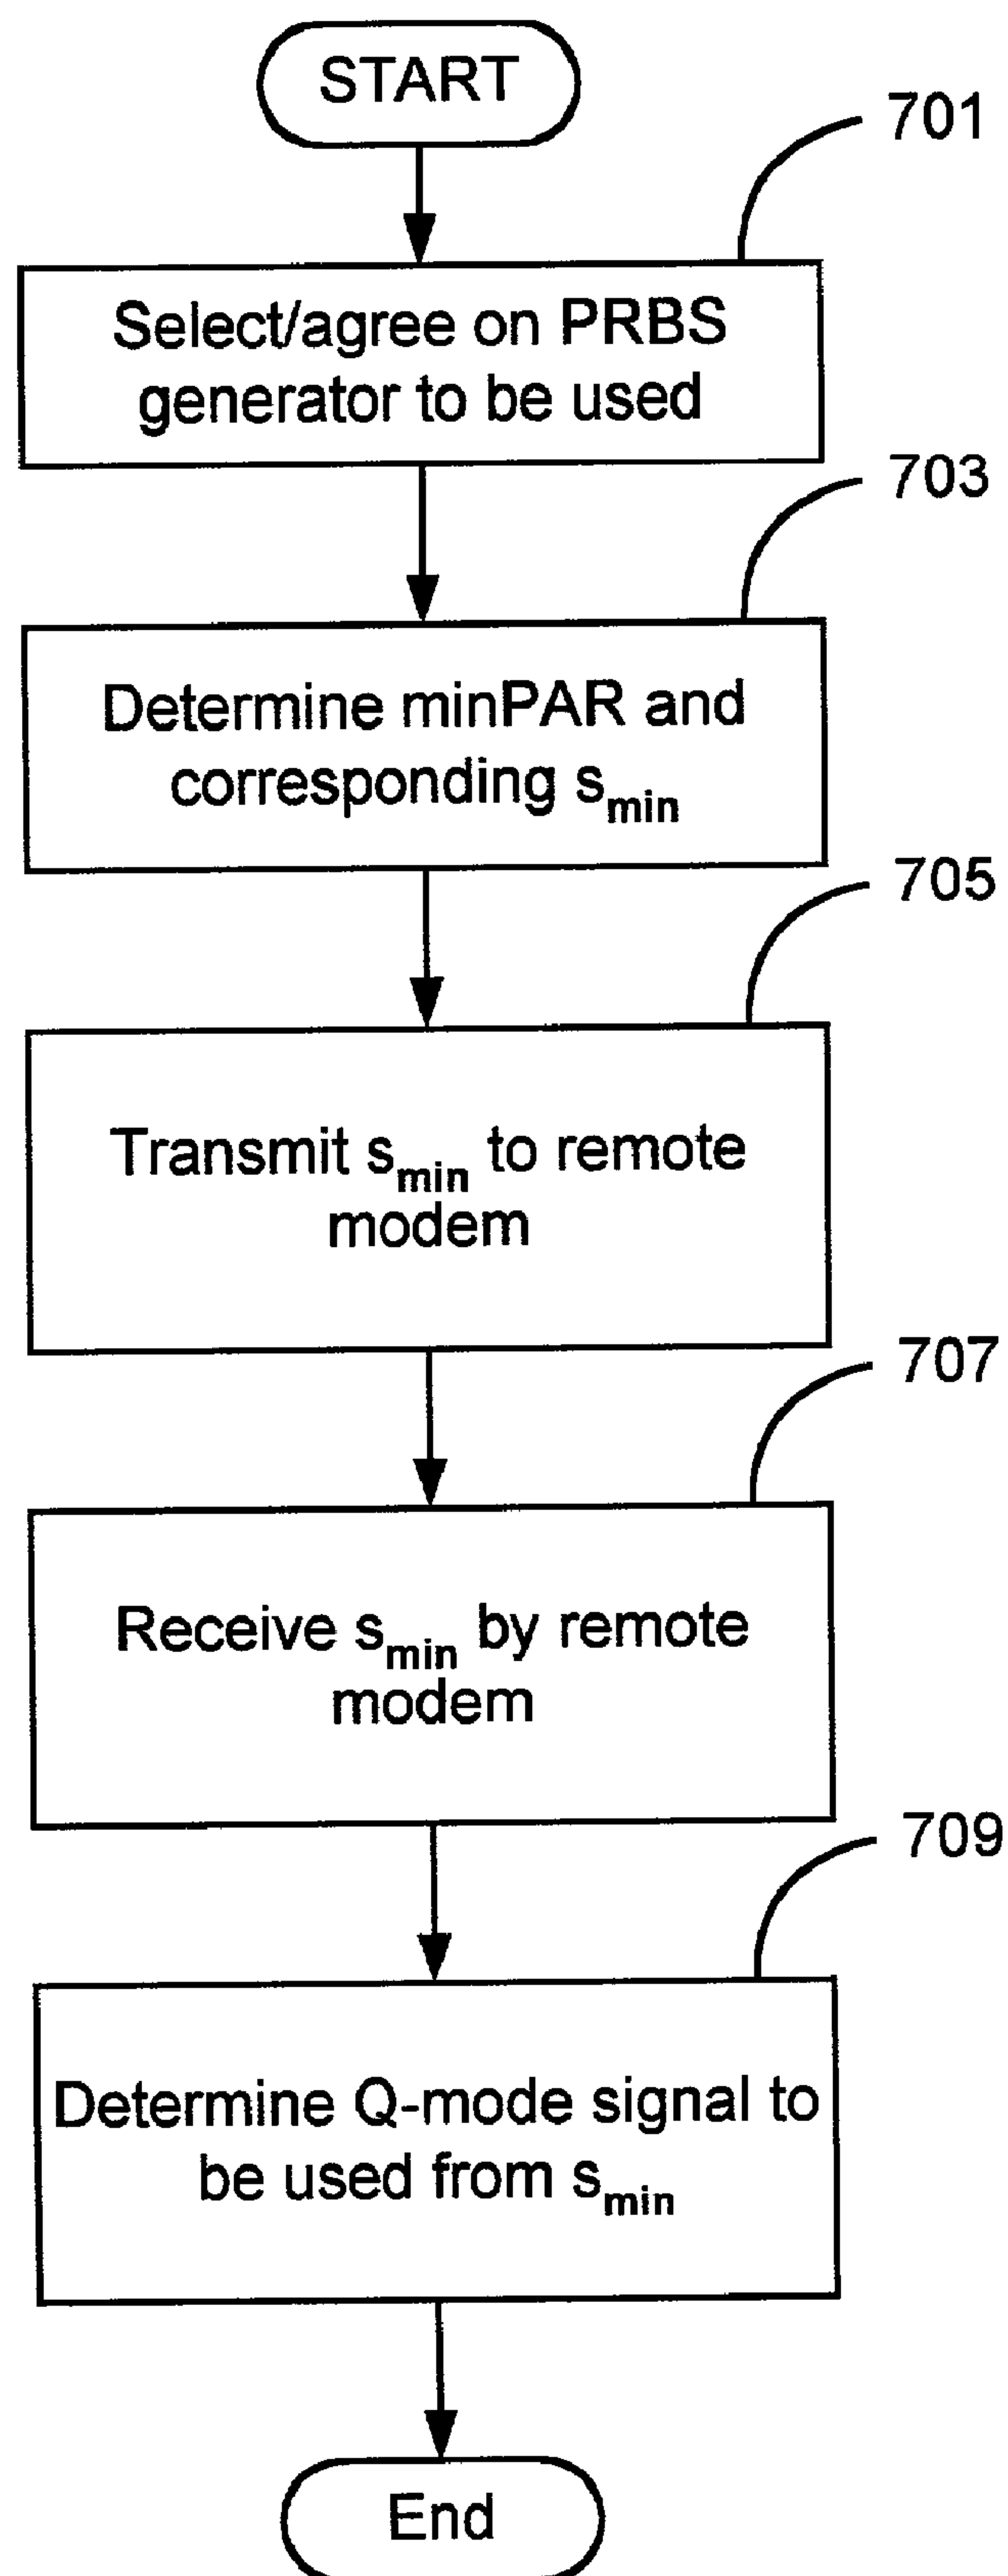 START
701
Select/agree on PRBS
generator to be used
703
Determine minPAR and
corresponding smin
705
Transmit smin to remote
modem
707
Receive smin by remote
modem
709
Determine Q-mode signal to
be used from smin
End